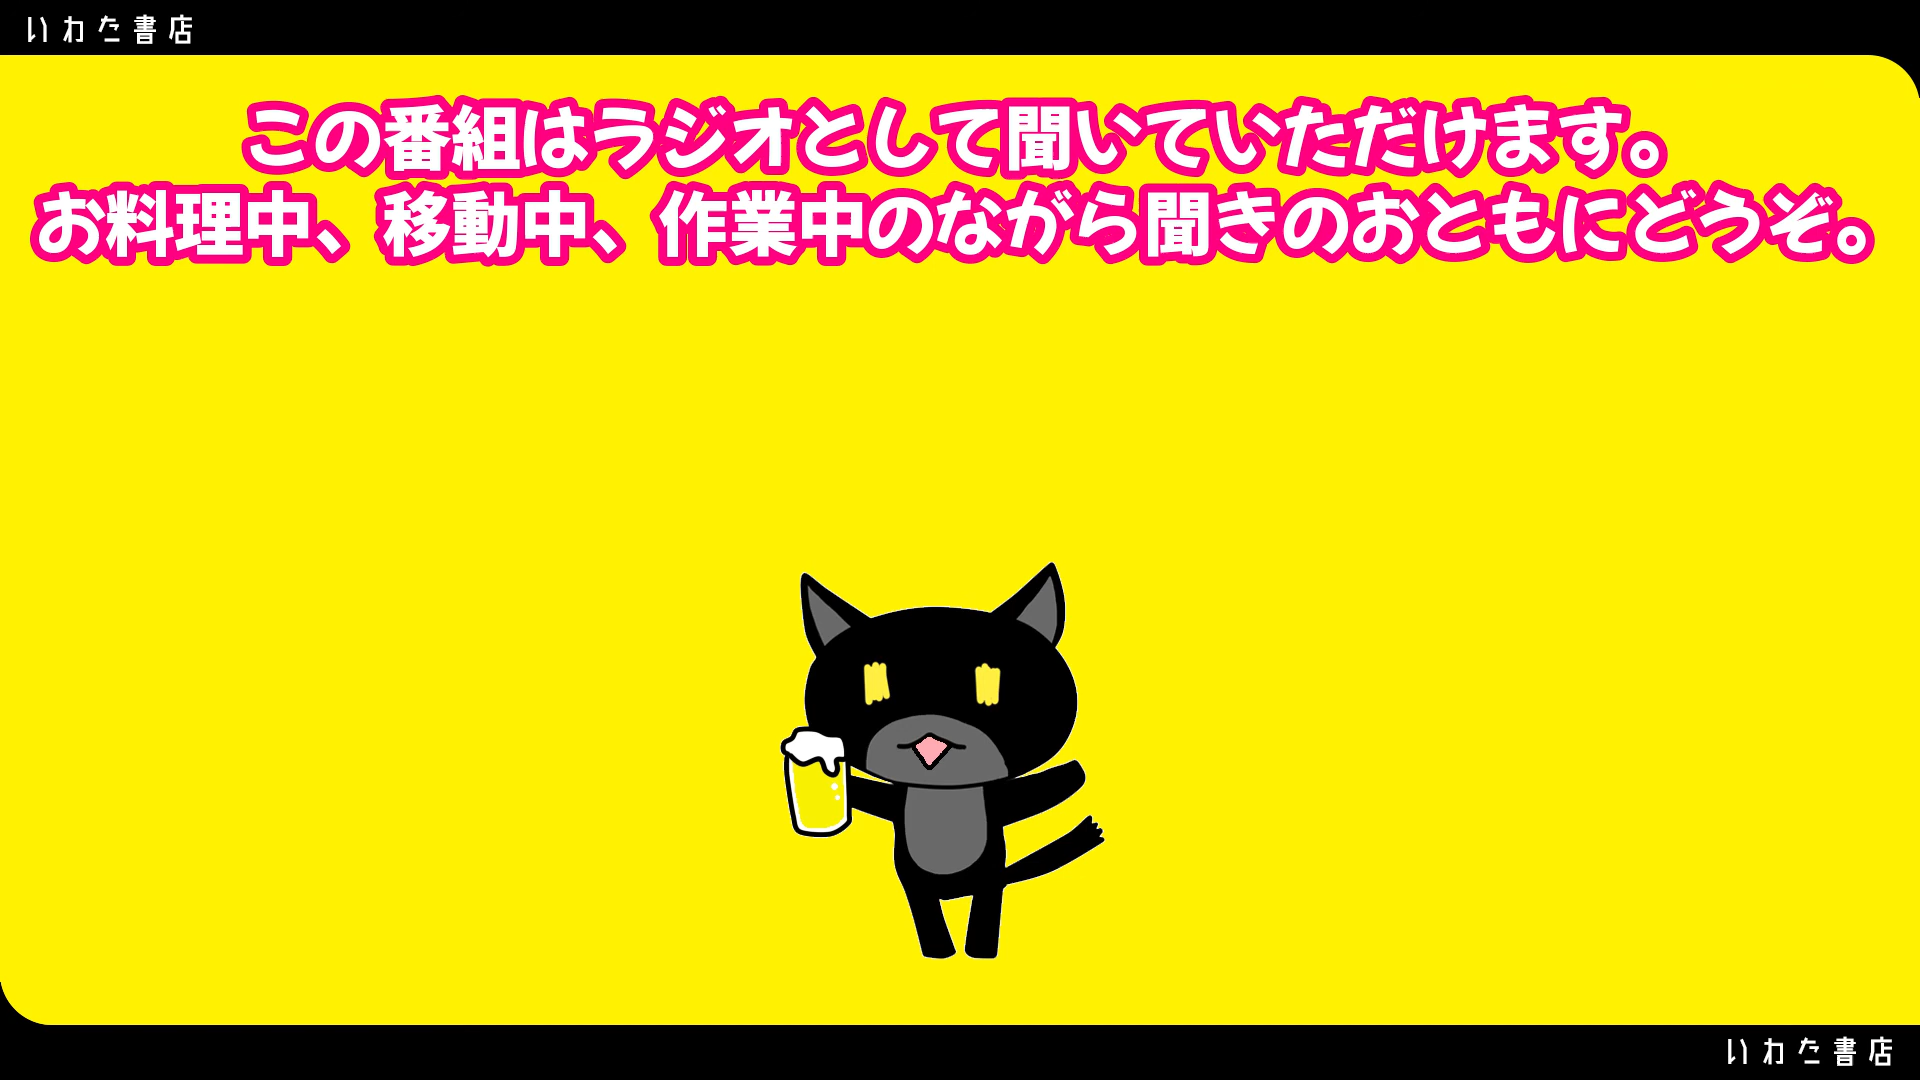 いわた書店
この番組はラジオとして聞いていただけます。
お料理中、移動中、作業中のながら聞きのおともにどうぞ。
いわた書店